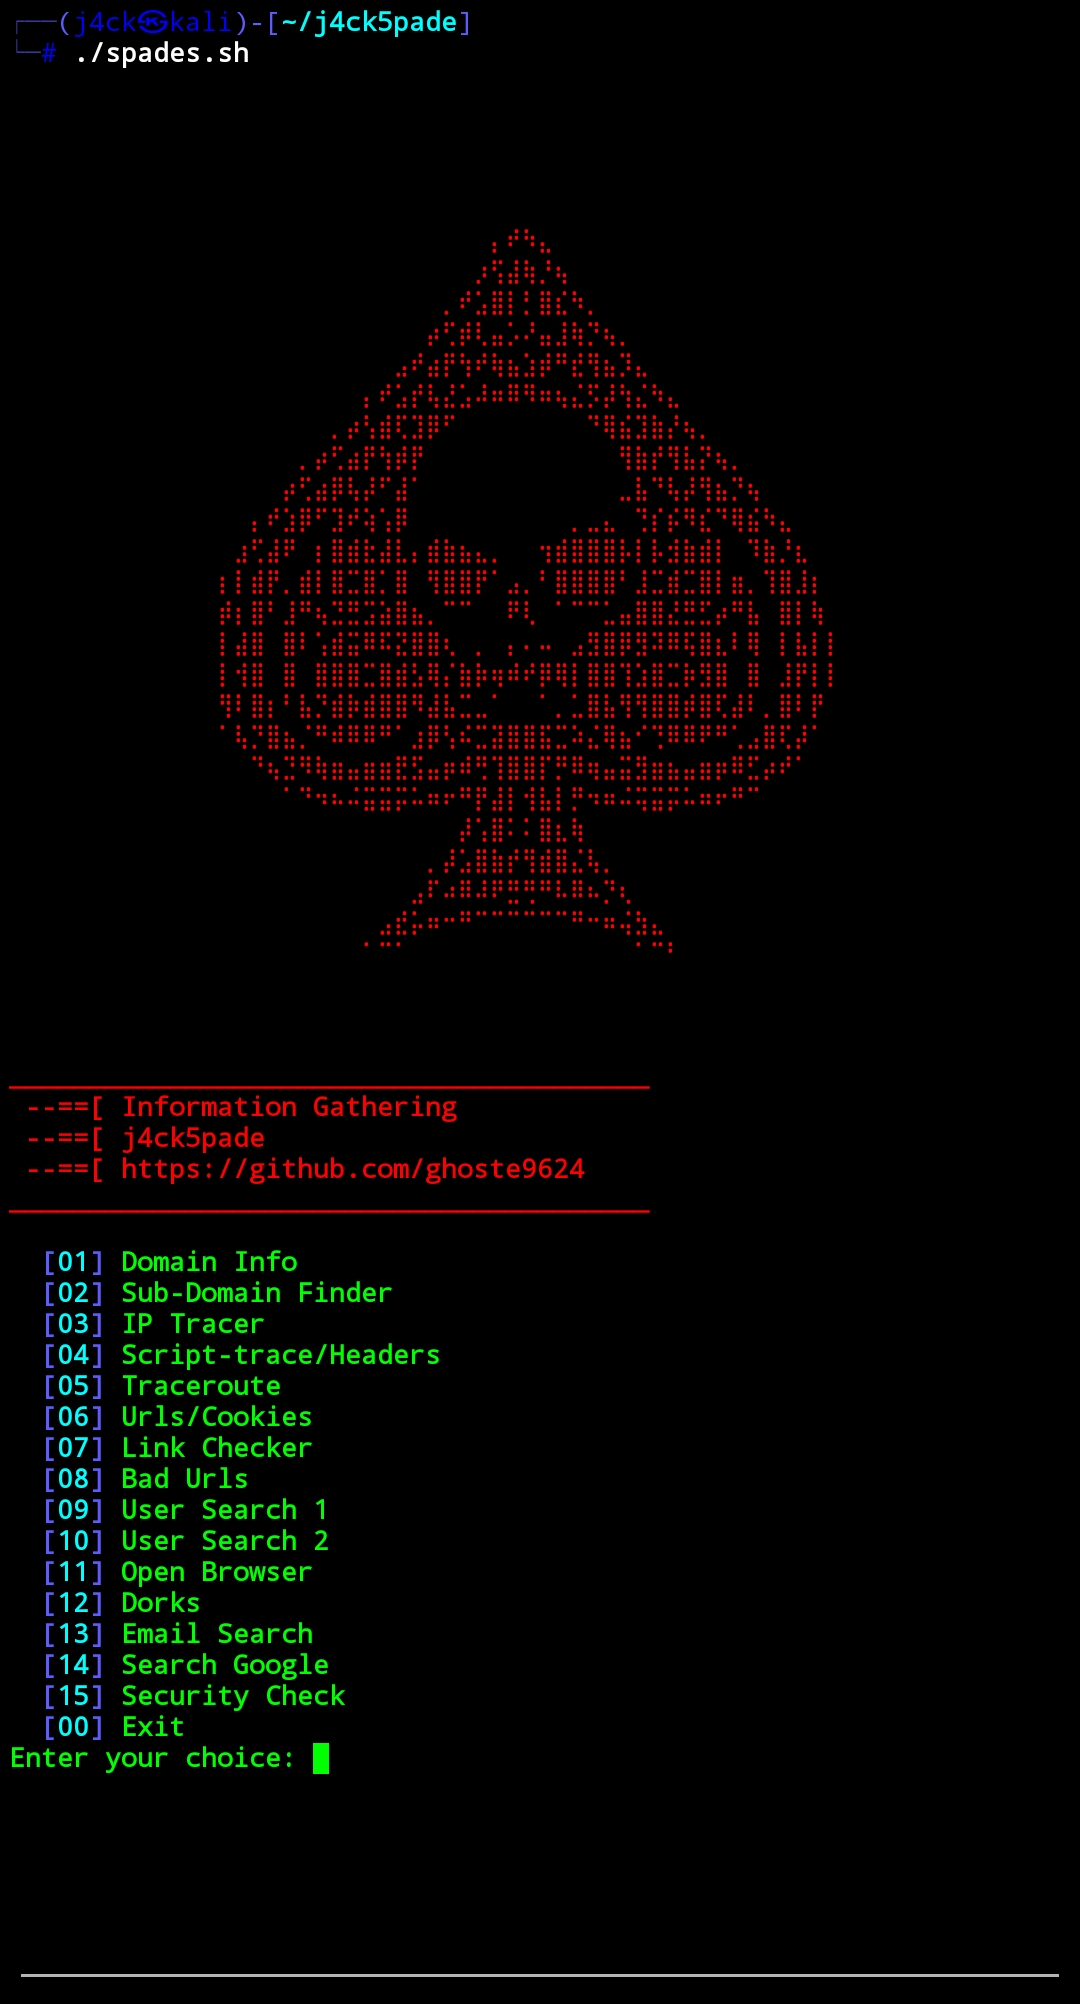 ┌──(j4ck㉿kali)-[~/j4ck5pade]
└─# ./spades.sh
--==[ Information Gathering
--==[ j4ck5pade
--==[ https://github.com/ghoste9624
[01] Domain Info
[02] Sub-Domain Finder
[03] IP Tracer
[04] Script-trace/Headers
[05] Traceroute
[06] Urls/Cookies
[07] Link Checker
[08] Bad Urls
[09] User Search 1
[10] User Search 2
[11] Open Browser
[12] Dorks
[13] Email Search
[14] Search Google
[15] Security Check
[00] Exit
Enter your choice: